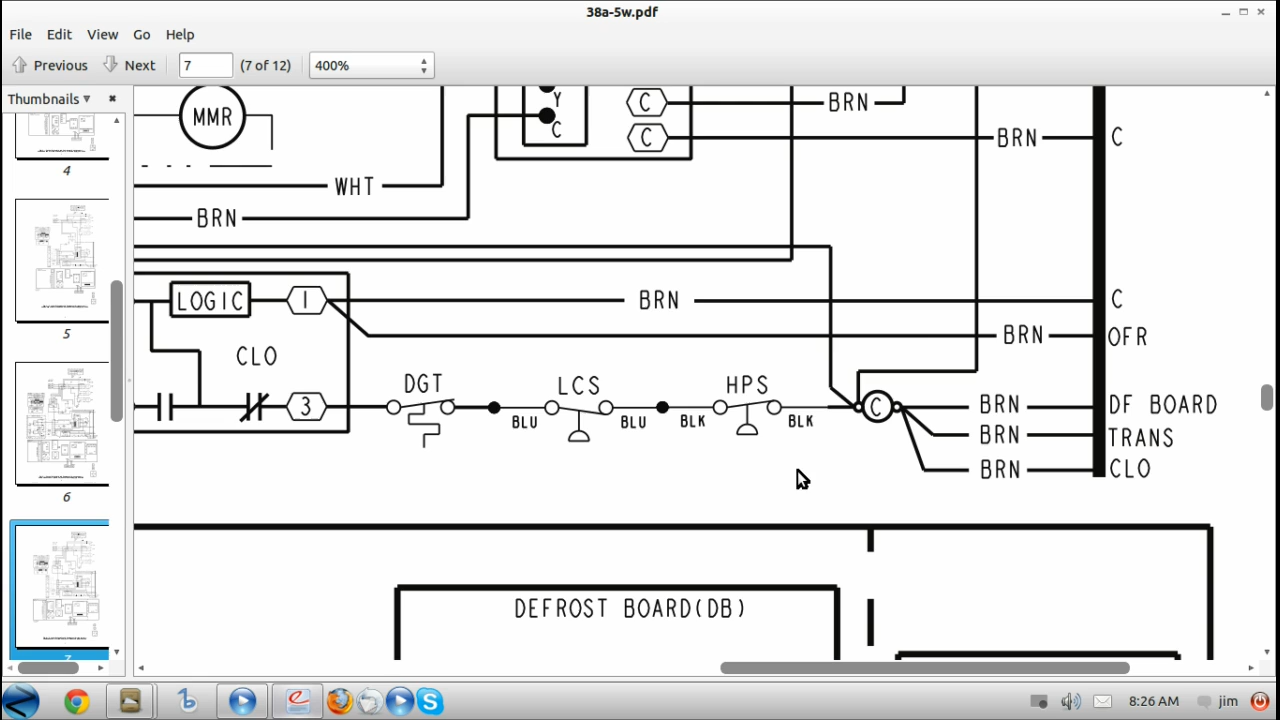 38a-5w.pdf
File Edit View Go Help
Previous Next 7 (7 of 12) 400%
Thumbnails
4
5
6
7
MMR
Y
C
C
BRN
C
BRN
C
WHT
BRN
LOGIC
1
BRN
C
BRN
OFR
CLO
3
DGT
BLU
LCS
BLU
BLK
HPS
BLK
C
BRN
DF BOARD
BRN
TRANS
BRN
CLO
DEFROST BOARD(DB)
8:26 AM jim